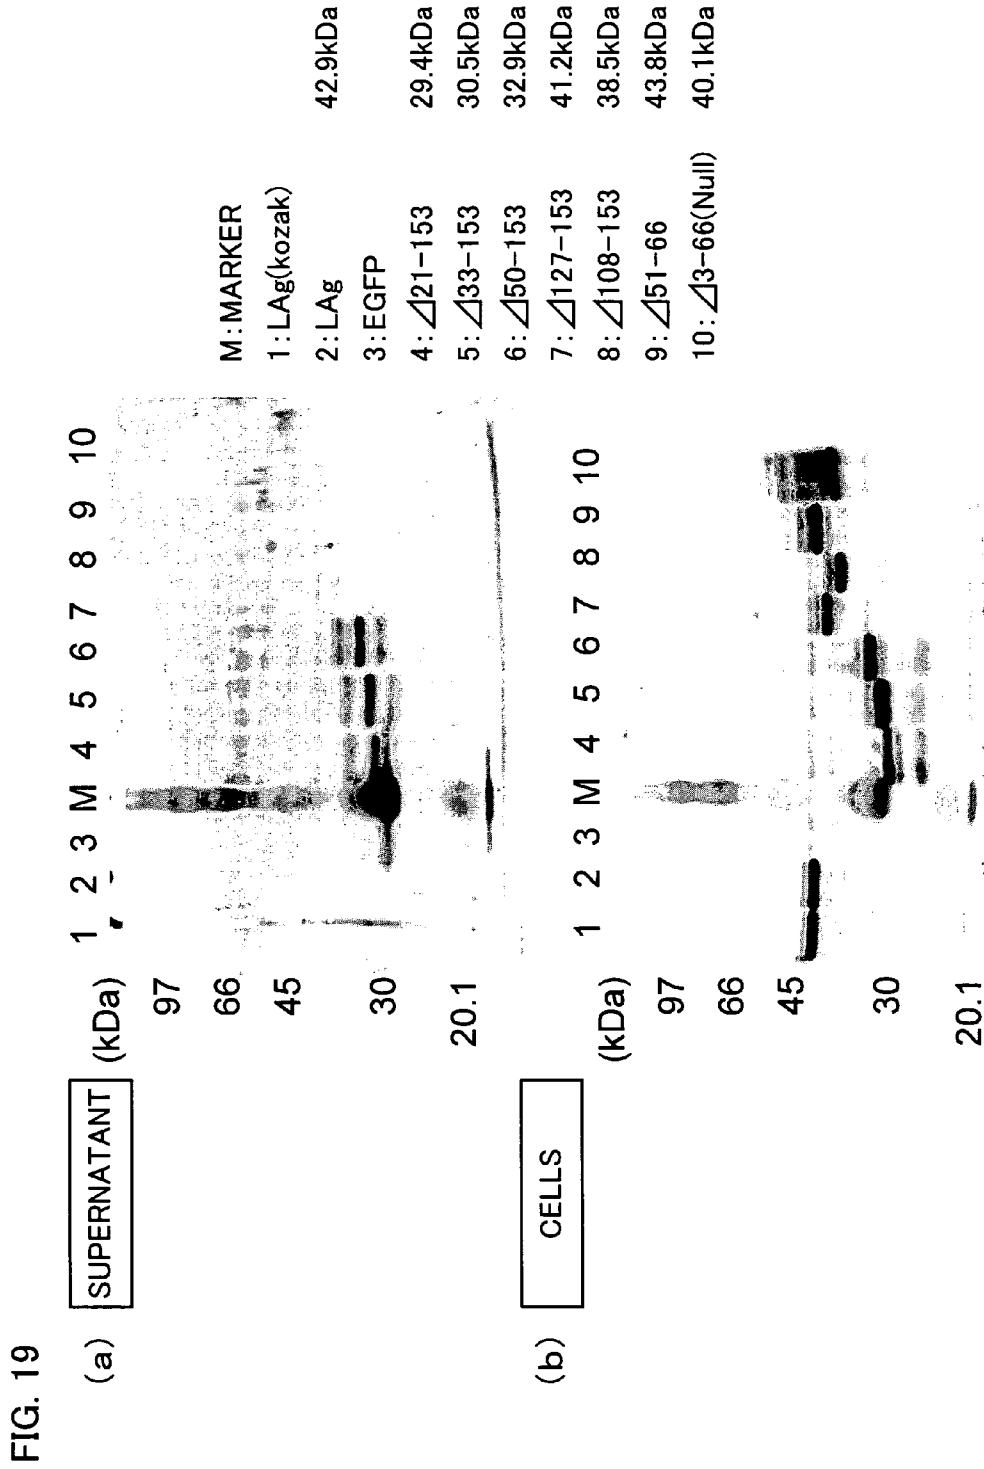 FIG. 19
(a) SUPERNATANT
(kDa) 1 2 3 M 4 5 6 7 8 9 10
97
66
45
30
20.1
(b) CELLS
(kDa) 1 2 3 M 4 5 6 7 8 9 10
97
66
45
30
20.1
M:MARKER
1:LAg(kozak)
2:LAg 42.9kDa
3:EGFP
4:⊿21-153 29.4kDa
5:⊿33-153 30.5kDa
6:⊿50-153 32.9kDa
7:⊿127-153 41.2kDa
8:⊿108-153 38.5kDa
9:⊿51-66 43.8kDa
10:⊿3-66(Null) 40.1kDa